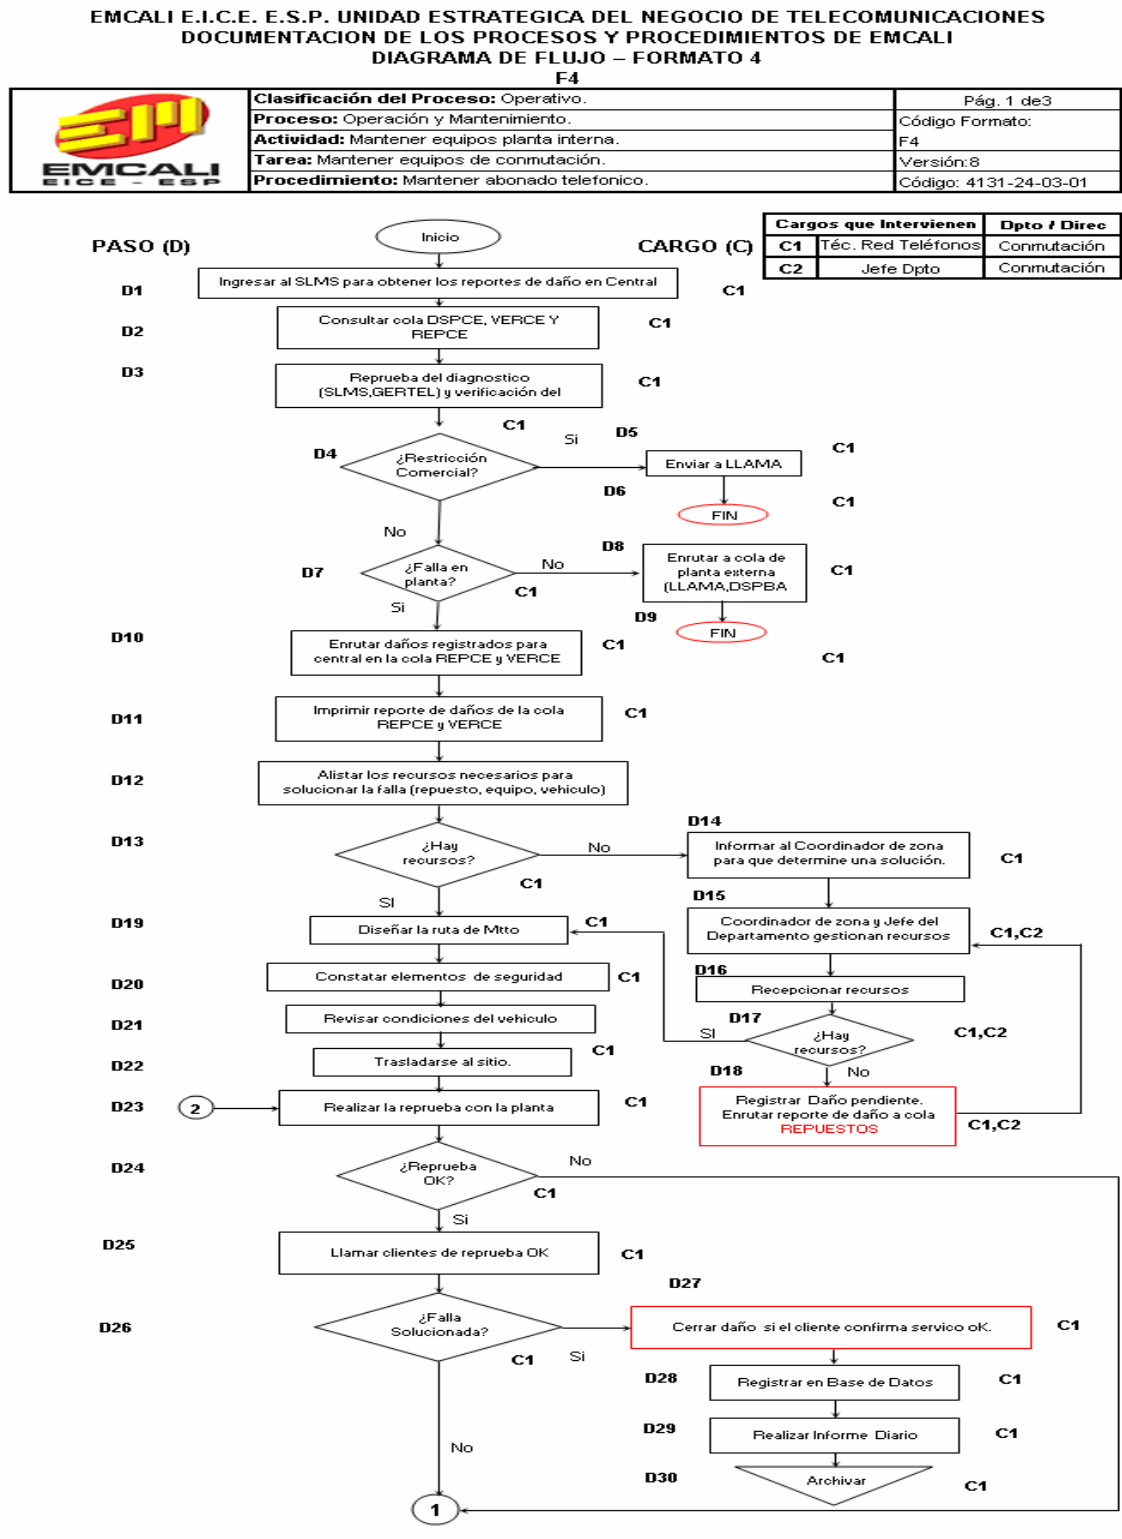 EMCALI E.I.C.E. E.S.P. UNIDAD ESTRATEGICA DEL NEGOCIO DE TELECOMUNICACIONES
DOCUMENTACION DE LOS PROCESOS Y PROCEDIMIENTOS DE EMCALI
DIAGRAMA DE FLUJO – FORMATO 4
F4
EM
EMCALI
EICE - ESP
Clasificación del Proceso: Operativo.
Proceso: Operación y Mantenimiento.
Actividad: Mantener equipos planta interna.
Tarea: Mantener equipos de conmutación.
Procedimiento: Mantener abonado telefonico.
Pág. 1 de3
Código Formato:
F4
Versión:8
Código: 4131-24-03-01
PASO (D)
Inicio
CARGO (C)
Cargos que Intervienen Dpto / Direc
C1 Téc. Red Teléfonos Conmutación
C2 Jefe Dpto Conmutación
D1
Ingresar al SLMS para obtener los reportes de daño en Central
C1
D2
Consultar cola DSPCE, VERCE Y
REPCE
C1
D3
Reprueba del diagnostico
(SLMS,GERTEL) y verificación del
C1
D4
¿Restricción
Comercial?
C1
Si
D5
Enviar a LLAMA
C1
D6
FIN
C1
No
D7
¿Falla en
planta?
C1
No
D8
Enrutar a cola de
planta externa
(LLAMA,DSPBA
C1
D9
FIN
C1
Si
D10
Enrutar daños registrados para
central en la cola REPCE y VERCE
C1
D11
Imprimir reporte de daños de la cola
REPCE y VERCE
C1
D12
Alistar los recursos necesarios para
solucionar la falla (repuesto, equipo, vehiculo)
D13
¿Hay
recursos?
C1
No
D14
Informar al Coordinador de zona
para que determine una solución.
C1
D15
Coordinador de zona y Jefe del
Departamento gestionan recursos
C1,C2
D16
Recepcionar recursos
D17
¿Hay
recursos?
C1,C2
SI
No
D18
Registrar Daño pendiente.
Enrutar reporte de daño a cola
REPUESTOS
C1,C2
SI
D19
Diseñar la ruta de Mtto
C1
D20
Constatar elementos de seguridad
C1
D21
Revisar condiciones del vehiculo
C1
D22
Trasladarse al sitio.
D23
2
Realizar la reprueba con la planta
C1
D24
¿Reprueba
OK?
C1
No
Si
D25
Llamar clientes de reprueba OK
C1
D26
¿Falla
Solucionada?
C1
Si
D27
Cerrar daño si el cliente confirma servico oK.
C1
D28
Registrar en Base de Datos
C1
D29
Realizar Informe Diario
C1
D30
Archivar
C1
No
1